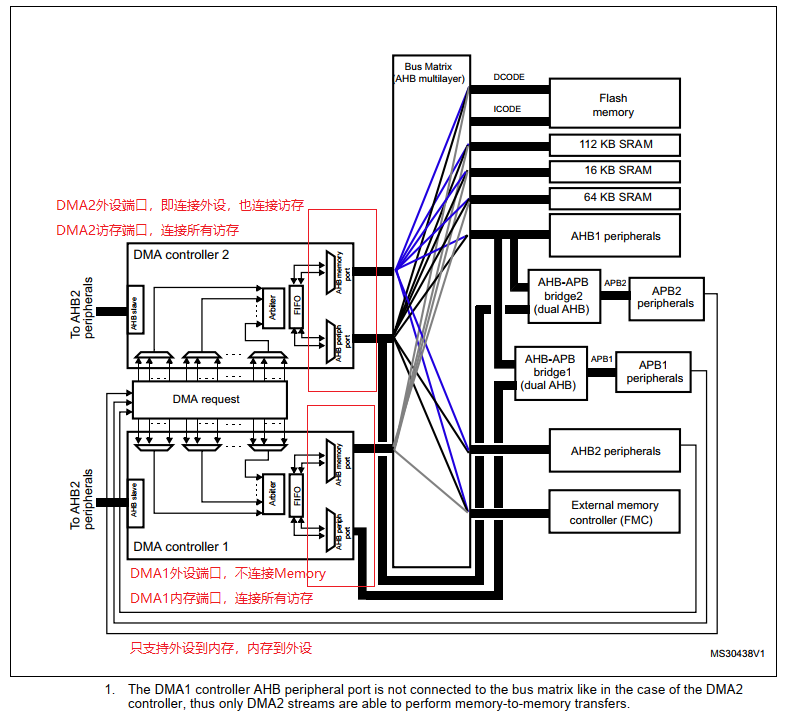 Bus Matrix
(AHB multilayer)
DCODE
ICODE
Flash
memory
112 KB SRAM
16 KB SRAM
64 KB SRAM
AHB1 peripherals
DMA2外设端口，即连接外设，也连接访存
DMA2访存端口，连接所有访存
DMA controller 2
To AHB2
peripherals
AHB slave
Arbiter
FIFO
AHB memory
port
AHB periph
port
AHB-APB
bridge2
(dual AHB)
APB2
APB2
peripherals
AHB-APB
bridge1
(dual AHB)
APB1
APB1
peripherals
DMA request
To AHB2
peripherals
AHB slave
Arbiter
FIFO
AHB memory
port
AHB periph
port
DMA controller 1
AHB2 peripherals
External memory
controller (FMC)
DMA1外设端口，不连接Memory
DMA1内存端口，连接所有访存
只支持外设到内存，内存到外设
MS30438V1
1. The DMA1 controller AHB peripheral port is not connected to the bus matrix like in the case of the DMA2
controller, thus only DMA2 streams are able to perform memory-to-memory transfers.